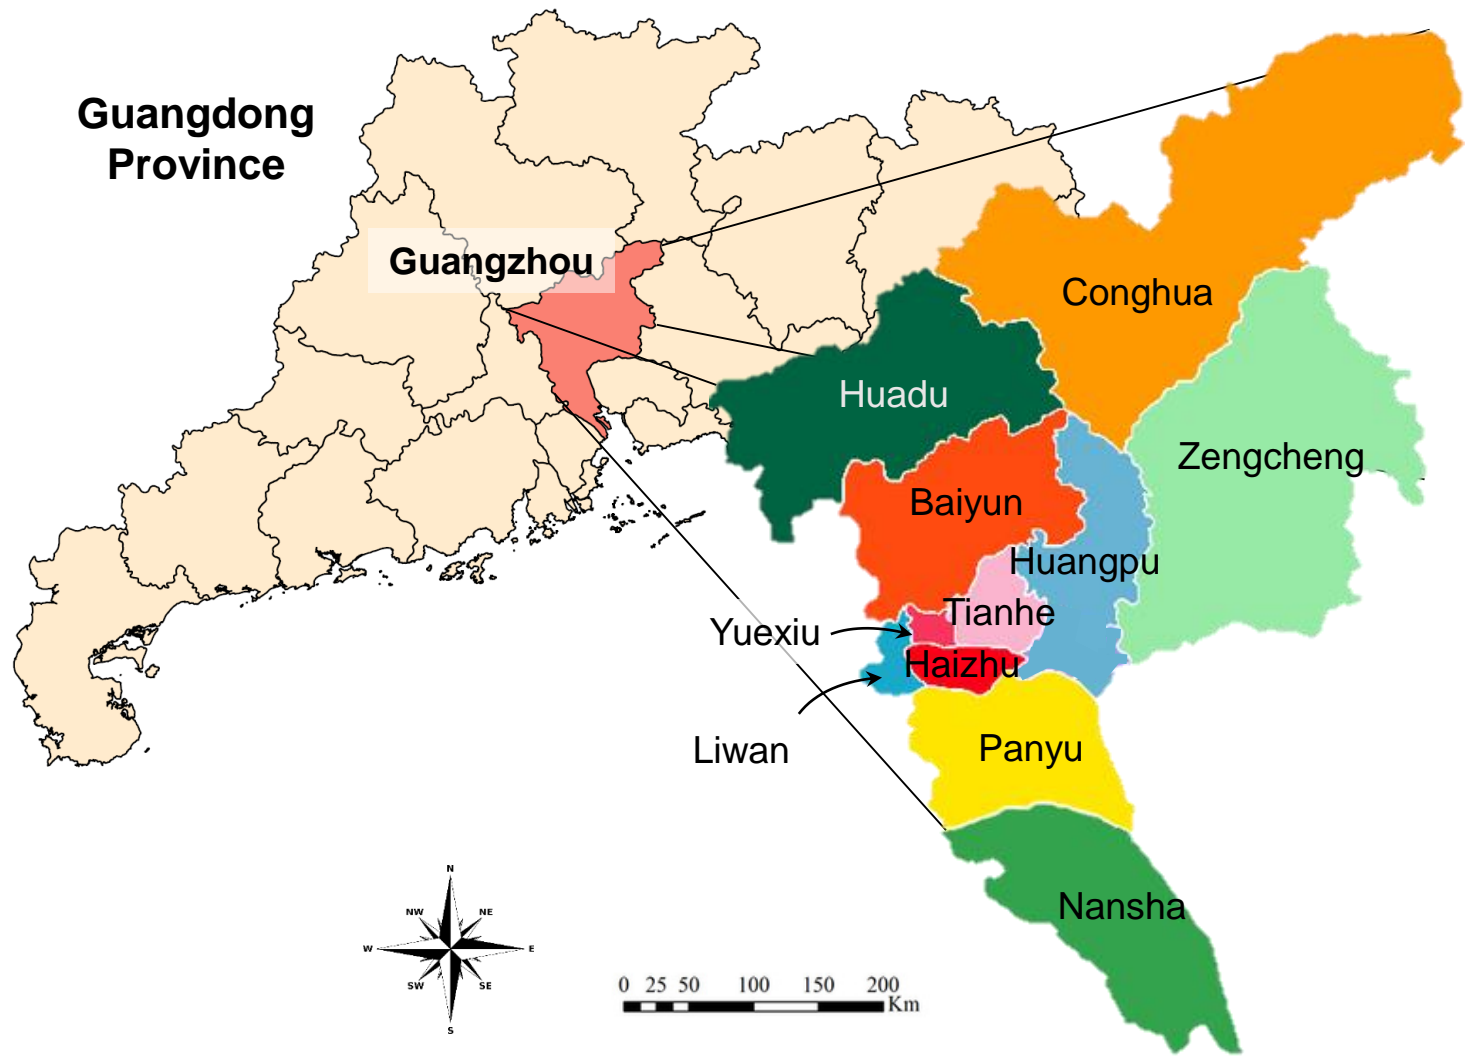 Guangdong
Province
Guangzhou
Conghua
Huadu
Zengcheng
Baiyun
Huangpu
Tianhe
Yuexiu
Haizhu
Liwan
Panyu
Nansha
N
NW NE
W E
SW SE
S
0 25 50 100 150 200
Km